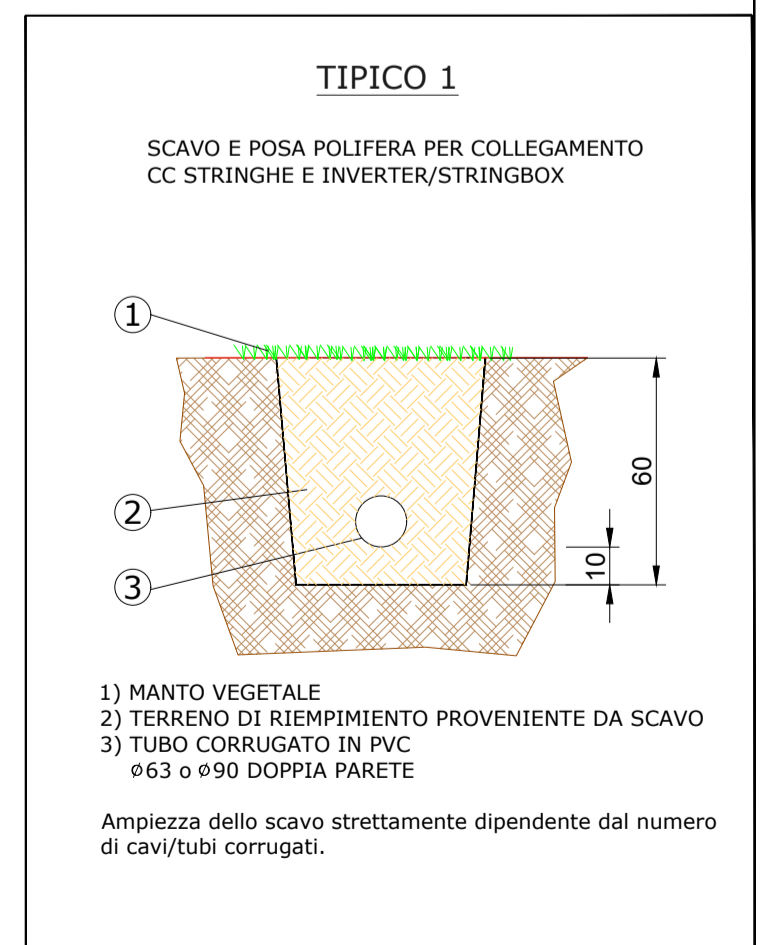 TIPICO 1
SCAVO E POSA POLIFERA PER COLLEGAMENTO
CC STRINGHE E INVERTER/STRINGBOX
1
2
3
60
10
1) MANTO VEGETALE
2) TERRENO DI RIEMPIMENTO PROVENIENTE DA SCAVO
3) TUBO CORRUGATO IN PVC
⌀63 o ⌀90 DOPPIA PARETE
Ampiezza dello scavo strettamente dipendente dal numero
di cavi/tubi corrugati.